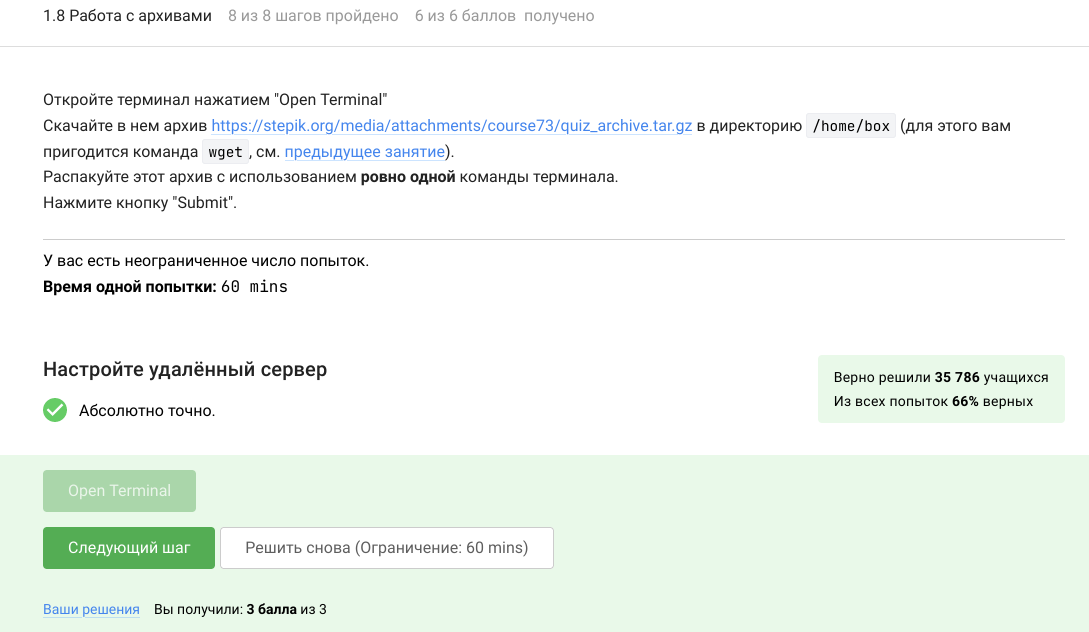 1.8 Работа с архивами 8 из 8 шагов пройдено 6 из 6 баллов получено
Откройте терминал нажатием "Open Terminal"
Скачайте в нем архив https://stepik.org/media/attachments/course73/quiz_archive.tar.gz в директорию /home/box (для этого вам
пригодится команда wget, см. предыдущее занятие).
Распакуйте этот архив с использованием ровно одной команды терминала.
Нажмите кнопку "Submit".
У вас есть неограниченное число попыток.
Время одной попытки: 60 mins
Настройте удалённый сервер
Верно решили 35 786 учащихся
Из всех попыток 66% верных
Абсолютно точно.
Open Terminal
Следующий шаг Решить снова (Ограничение: 60 mins)
Ваши решения Вы получили: 3 балла из 3